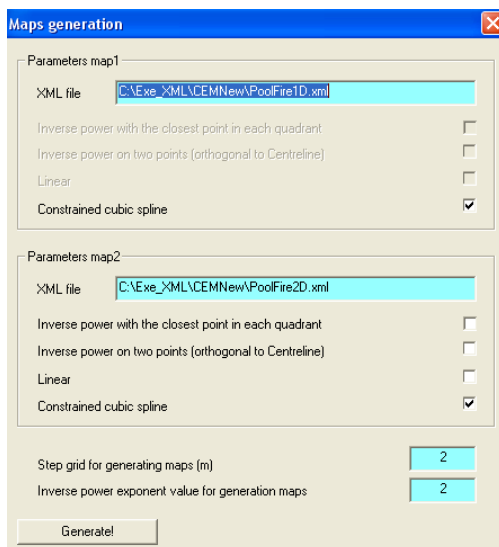 Maps generation
Parameters map1
XML file C:\Exe_XML\CEMNew\PoolFire1D.xml
Inverse power with the closest point in each quadrant
Inverse power on two points (orthogonal to Centreline)
Linear
Constrained cubic spline
Parameters map2
XML file C:\Exe_XML\CEMNew\PoolFire2D.xml
Inverse power with the closest point in each quadrant
Inverse power on two points (orthogonal to Centreline)
Linear
Constrained cubic spline
Step grid for generating maps (m) 2
Inverse power exponent value for generation maps 2
Generate!